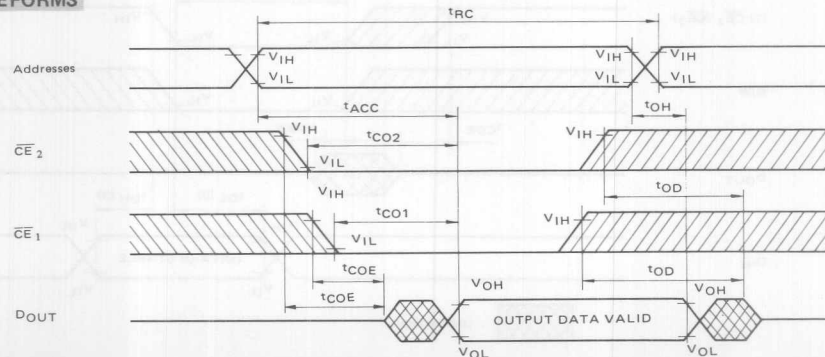 EFORMS
tRC
Addresses
VIH
VIL
VIH
VIL
VIH
VIL
tACC
tOH
CE2
VIH
tCO2
VIL
VIH
tOD
CE1
VIH
tCO1
VIL
VIH
tOD
tCOE
tCOE
DOUT
VOH
OUTPUT DATA VALID
VOH
VOL
VOL